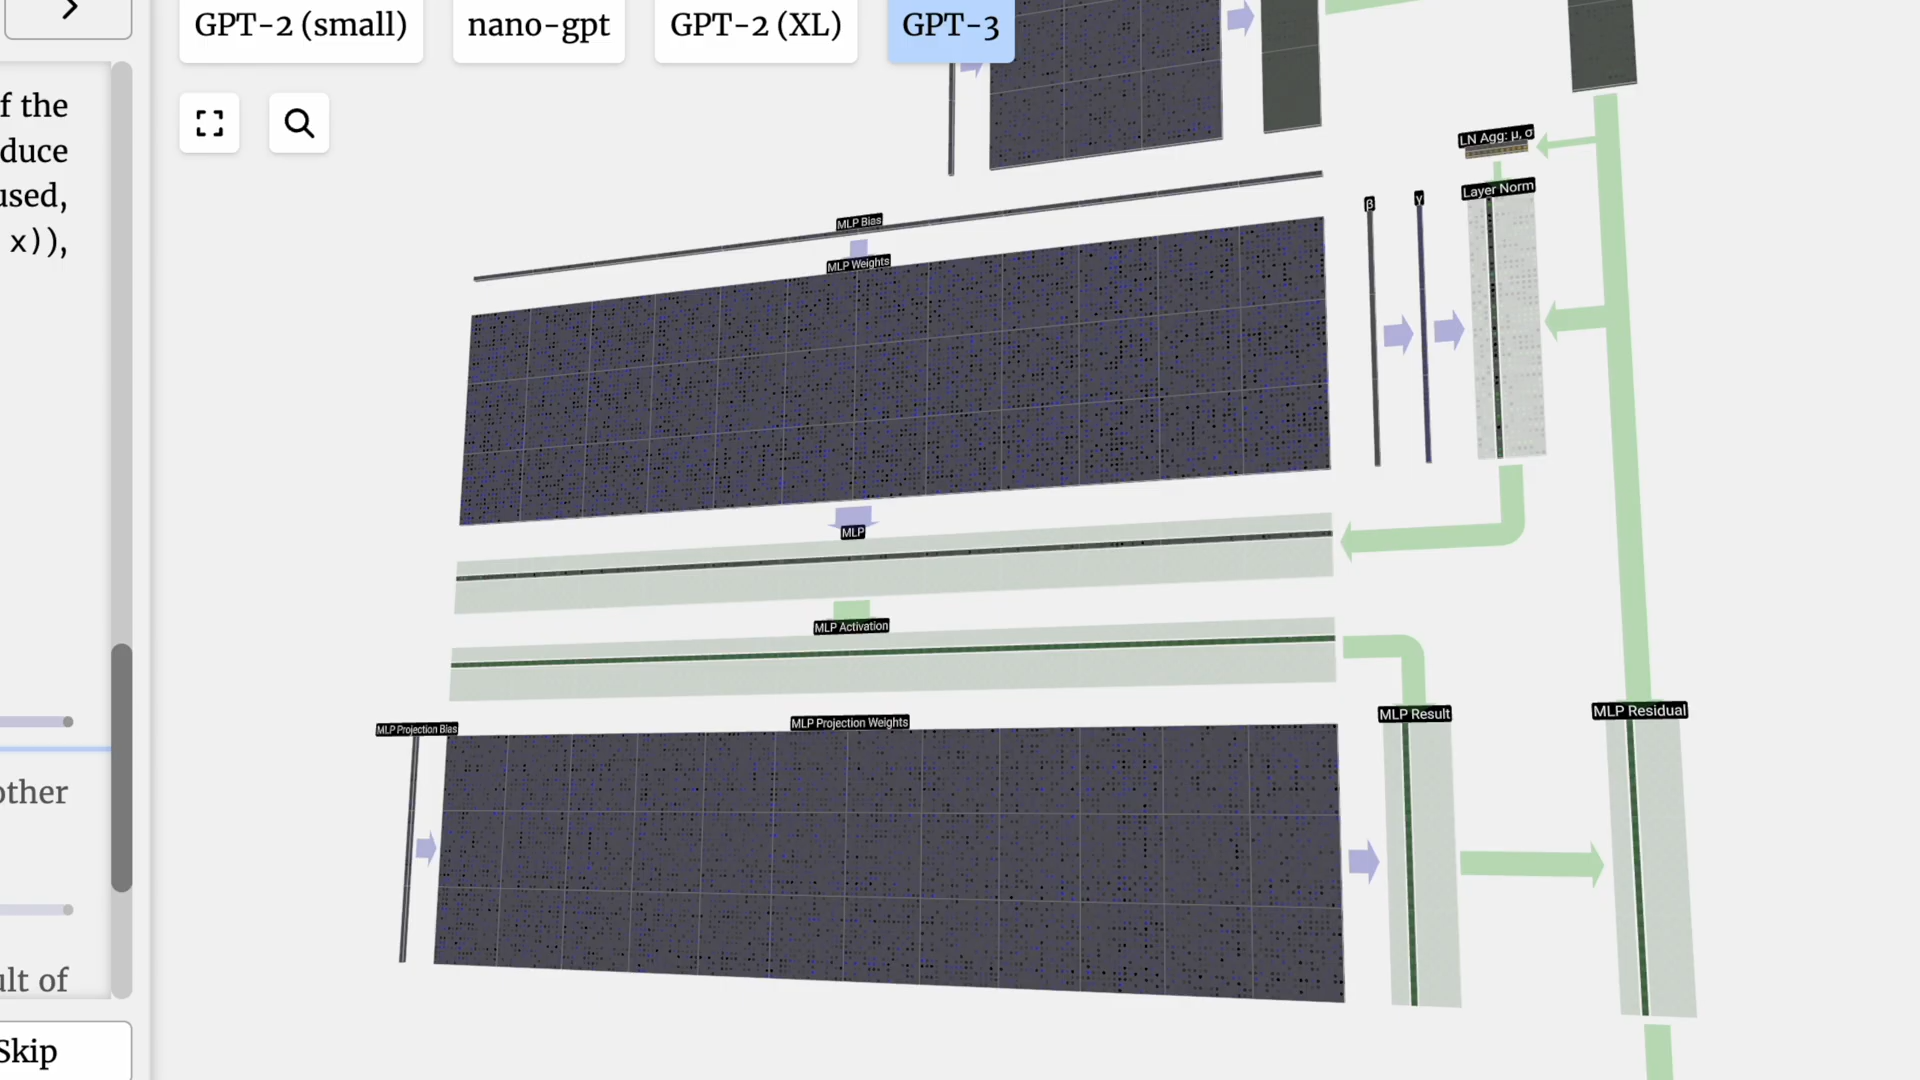 GPT-2 (small)
nano-gpt
GPT-2 (XL)
GPT-3
f the
duce
used,
x)),
other
ult of
Skip
LN Agg: μ, σ
Layer Norm
β
γ
MLP Bias
MLP Weights
MLP
MLP Activation
MLP Projection Bias
MLP Projection Weights
MLP Result
MLP Residual